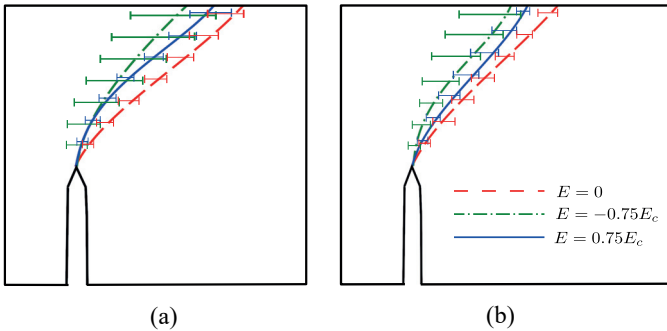 E = 0
E = −0.75E_c
E = 0.75E_c
(a)
(b)